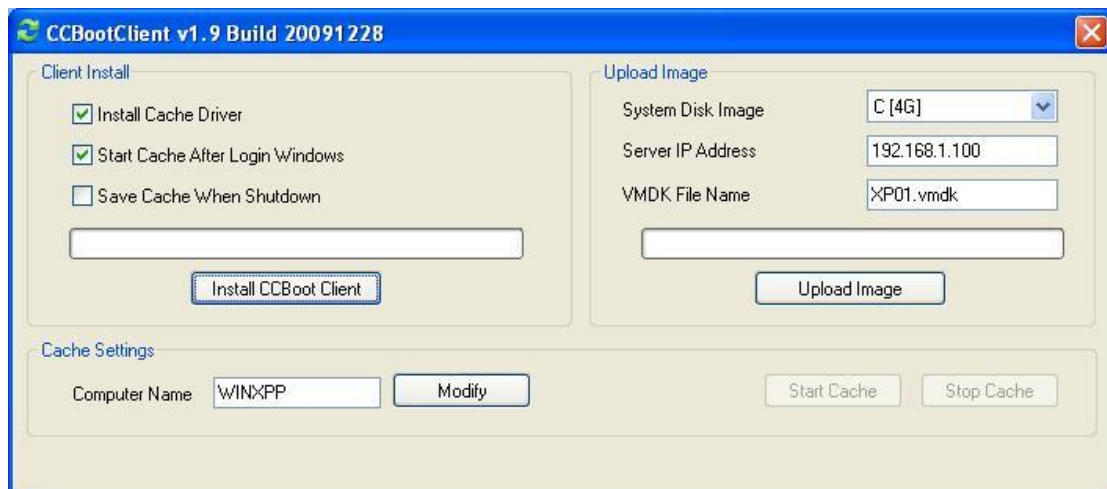 CCBootClient v1.9 Build 20091228
Client Install
Install Cache Driver
Start Cache After Login Windows
Save Cache When Shutdown
Install CCBoot Client
Upload Image
System Disk Image
C [4G]
Server IP Address
192.168.1.100
VMDK File Name
XP01.vmdk
Upload Image
Cache Settings
Computer Name
WINXPP
Modify
Start Cache
Stop Cache